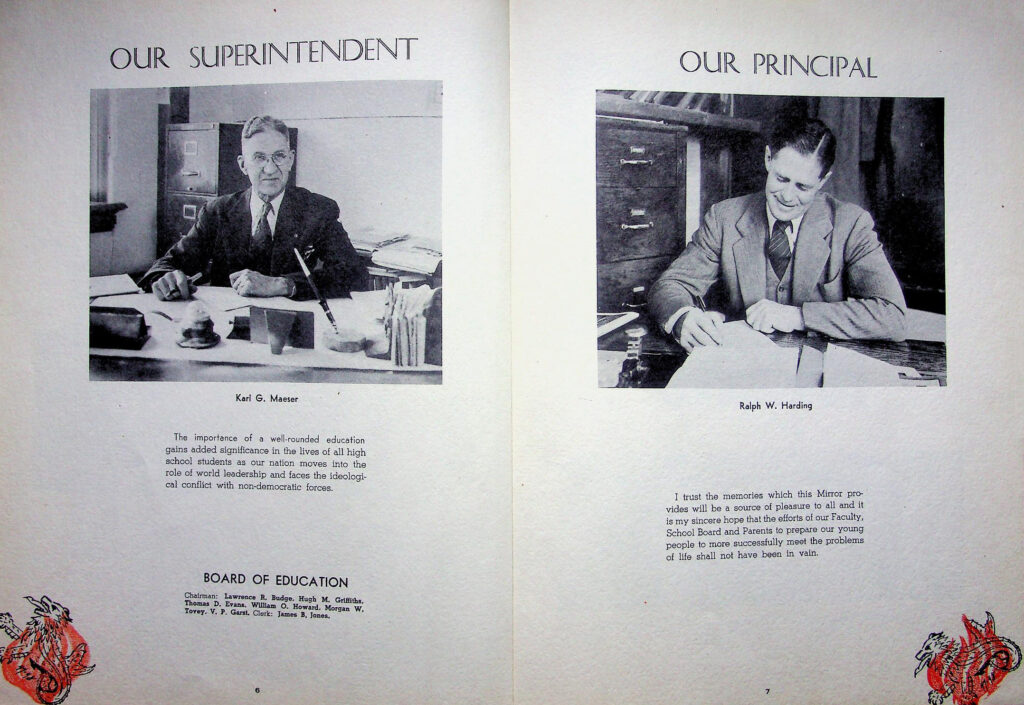 OUR SUPERINTENDENT
Karl G. Maeser
The importance of a well-rounded education
gains added significance in the lives of all high
school students as our nation moves into the
role of world leadership and faces the ideologi-
cal conflict with non-democratic forces.
BOARD OF EDUCATION
Chairman: Lawrence R. Budge, Hugh M. Griffiths,
Thomas D. Evans, William O. Howard, Morgan W.
Tovey, V. P. Garsi, Clerk: James B. Jones.
6
OUR PRINCIPAL
Ralph W. Harding
I trust the memories which this Mirror pro-
vides will be a source of pleasure to all and it
is my sincere hope that the efforts of our Faculty,
School Board and Parents to prepare our young
people to more successfully meet the problems
of life shall not have been in vain.
7